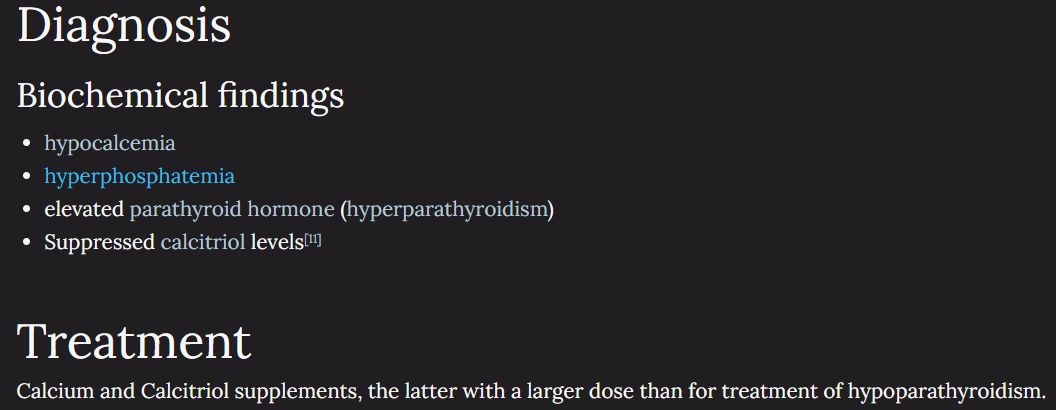 Diagnosis
Biochemical findings
• hypocalcemia
• hyperphosphatemia
• elevated parathyroid hormone (hyperparathyroidism)
• Suppressed calcitriol levels[11]
Treatment
Calcium and Calcitriol supplements, the latter with a larger dose than for treatment of hypoparathyroidism.